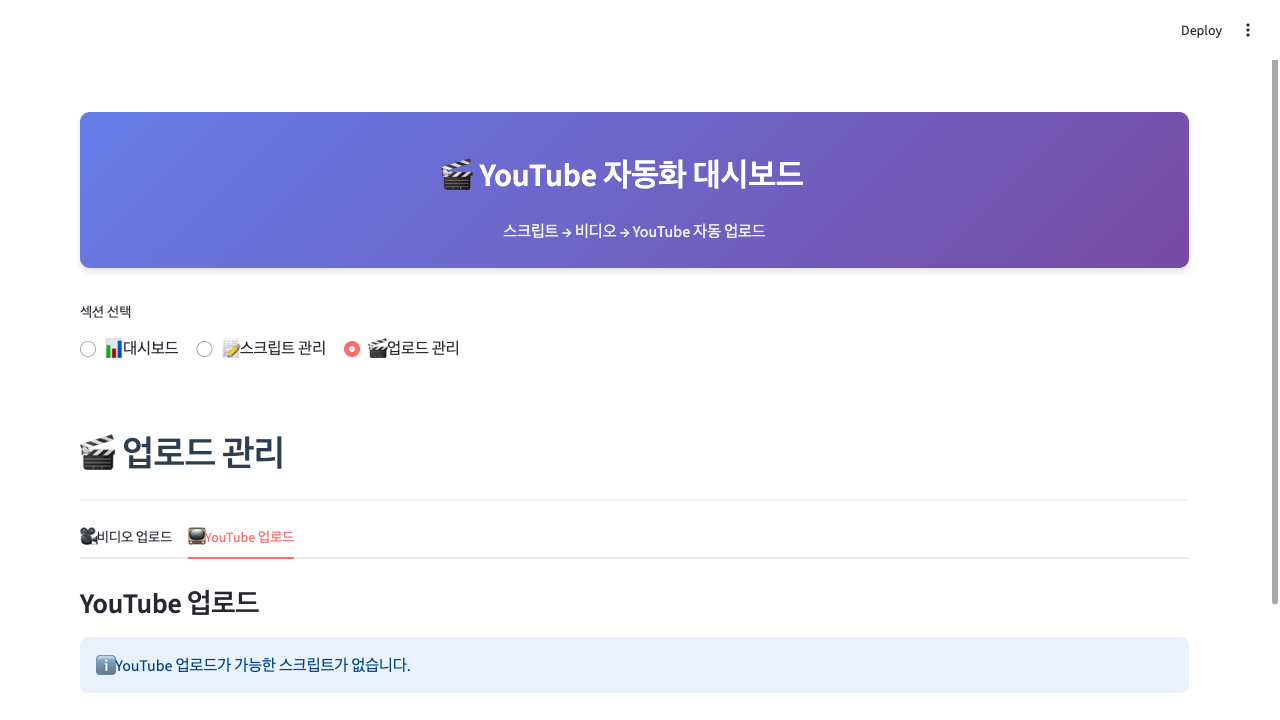 Deploy
🎬 YouTube 자동화 대시보드
스크립트 → 비디오 → YouTube 자동 업로드
섹션 선택
📊 대시보드 📝 스크립트 관리 🎬 업로드 관리
🎬 업로드 관리
🎥 비디오 업로드 📺 YouTube 업로드
YouTube 업로드
ℹ️ YouTube 업로드가 가능한 스크립트가 없습니다.